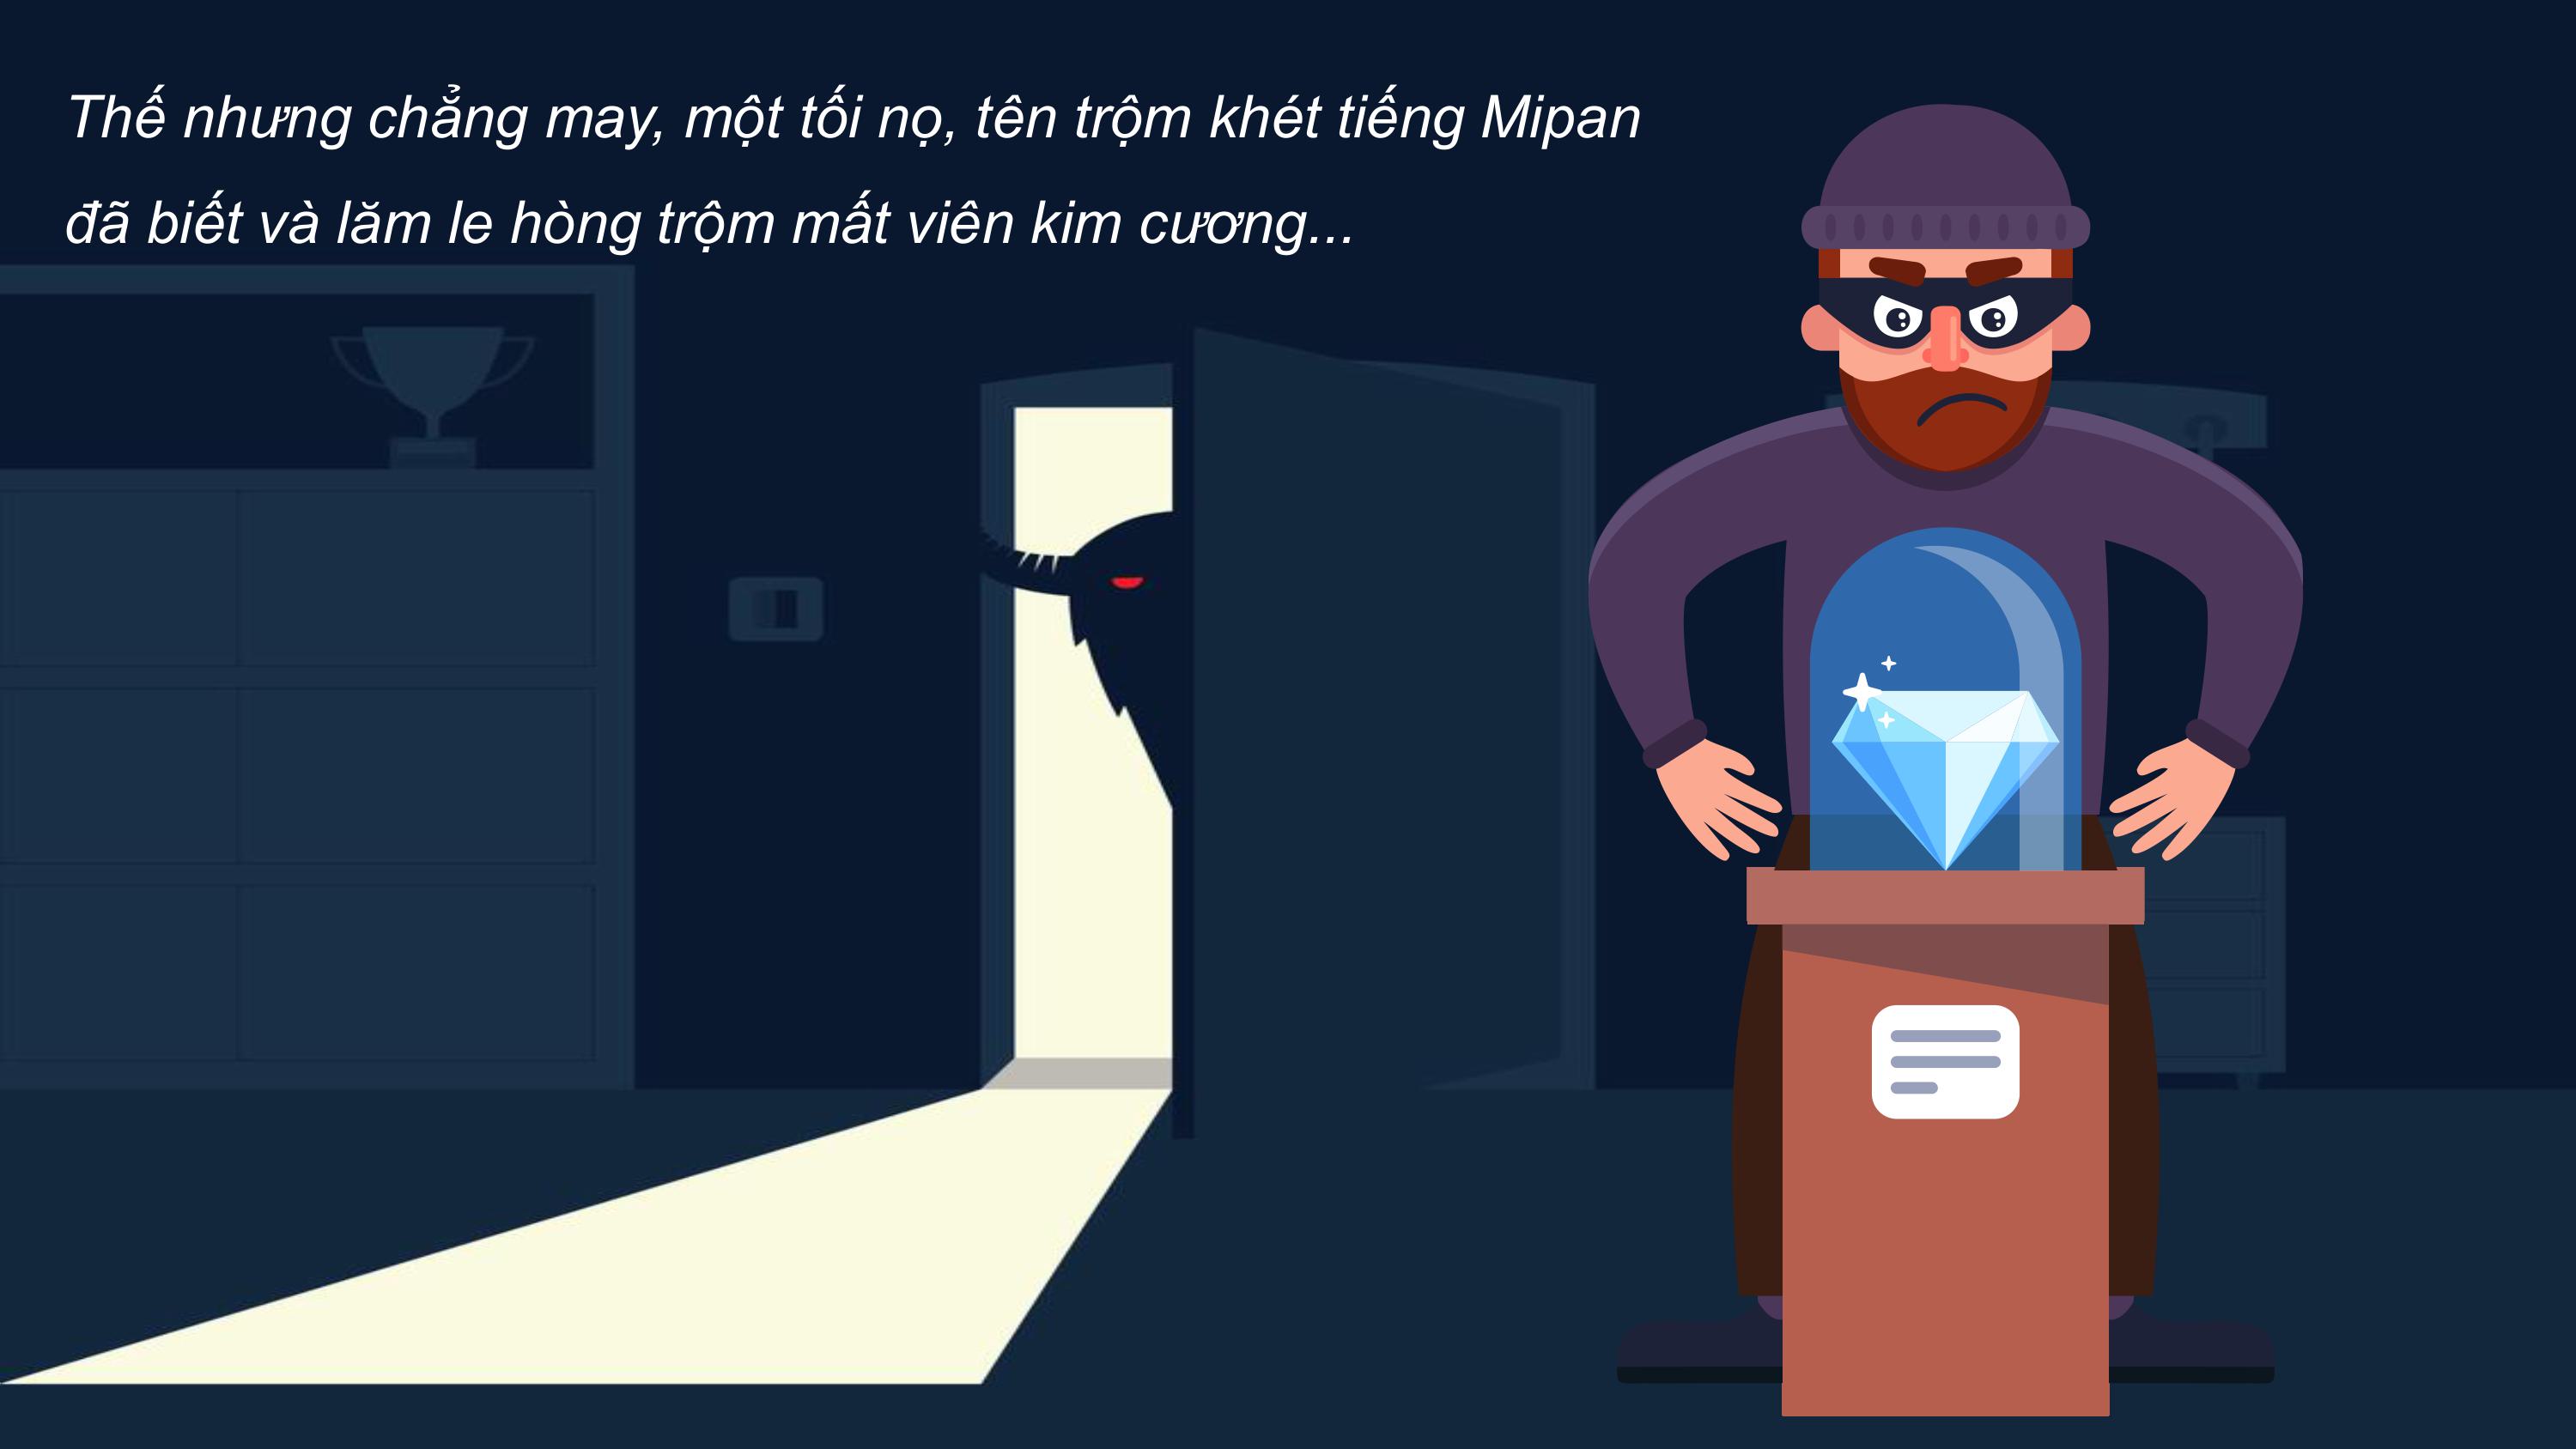 Thế nhưng chẳng may, một tối nọ, tên trộm khét tiếng Mipan
đã biết và lăm le hòng trộm mất viên kim cương...